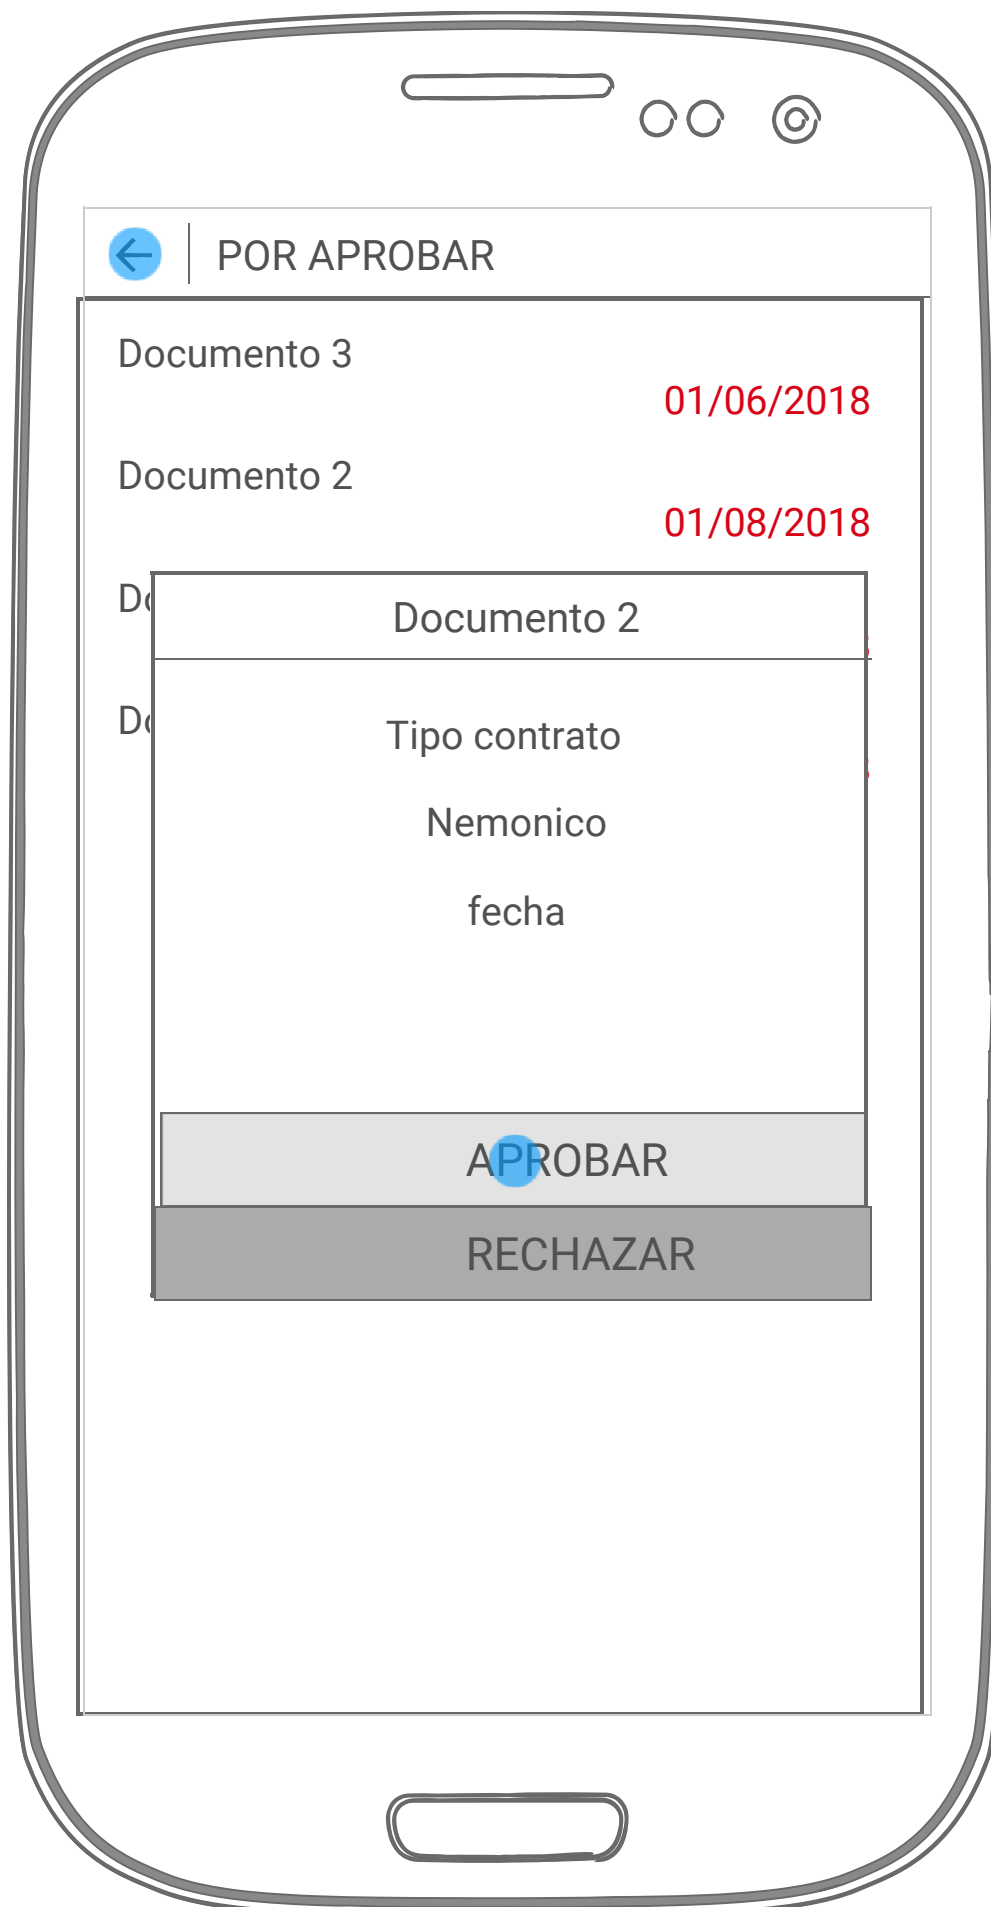 POR APROBAR
Documento 3
01/06/2018
Documento 2
01/08/2018
Documento 2
Tipo contrato
Nemonico
fecha
APROBAR
RECHAZAR